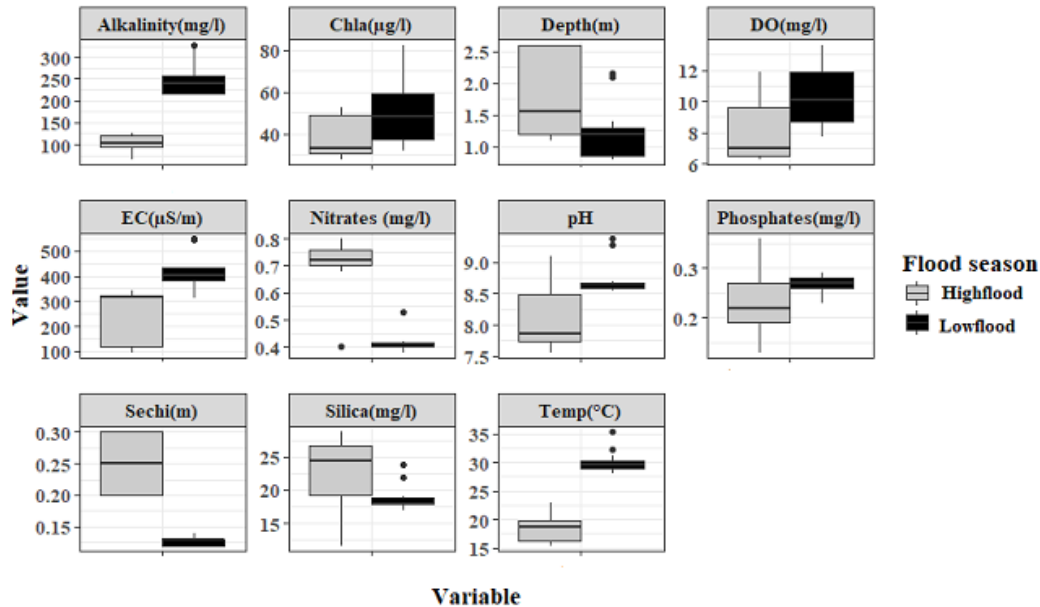 Alkalinity(mg/l) Chla(µg/l) Depth(m) DO(mg/l)
300 80 2.5 12
250 60 2.0 10
200 40 1.5 8
150 1.0 6
100
EC(µS/m) Nitrates (mg/l) pH Phosphates(mg/l)
500 0.8 9.0 0.3
400 0.7 8.5 0.2
300 0.6 8.0
200 0.5 7.5
100 0.4
Value
Flood season
Highflood
Lowflood
Sechi(m) Silica(mg/l) Temp(°C)
0.30 25 35
0.25 20 30
0.20 15 25
0.15 20
15
Variable